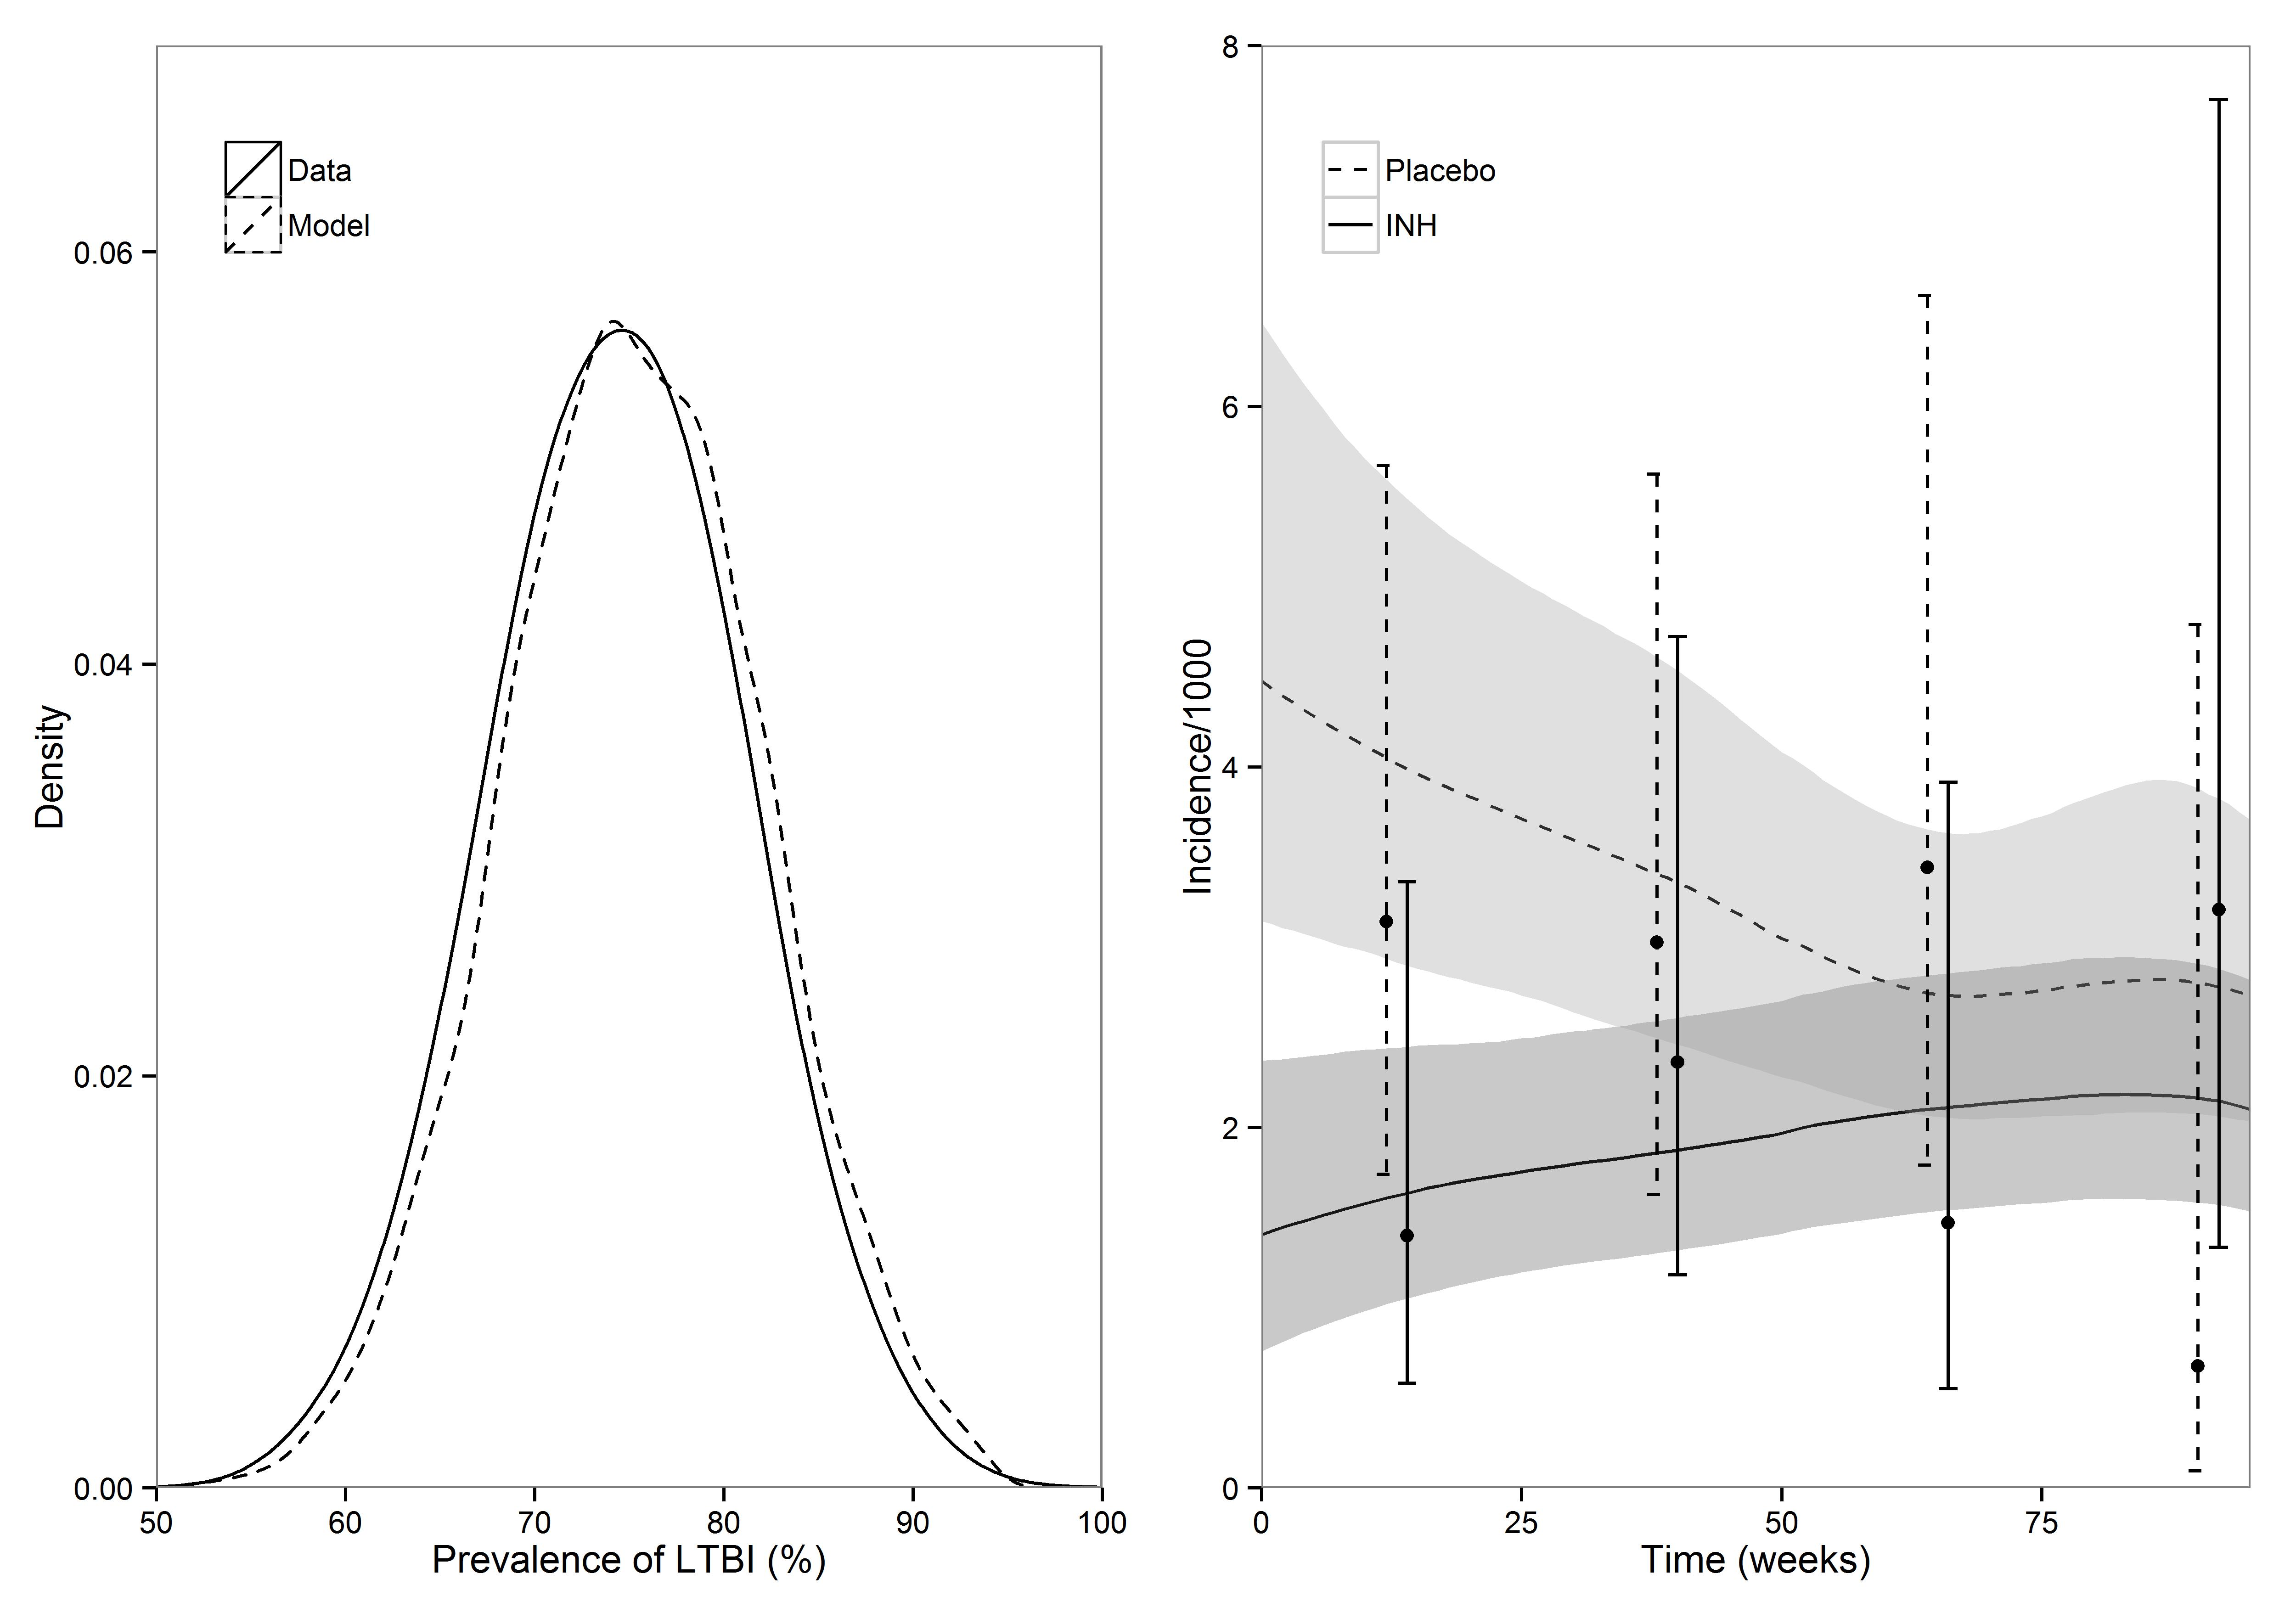 Data
Model
0.06
0.04
0.02
0.00
Density
50 60 70 80 90 100
Prevalence of LTBI (%)
Placebo
INH
8
6
4
2
0
Incidence/1000
0 25 50 75
Time (weeks)